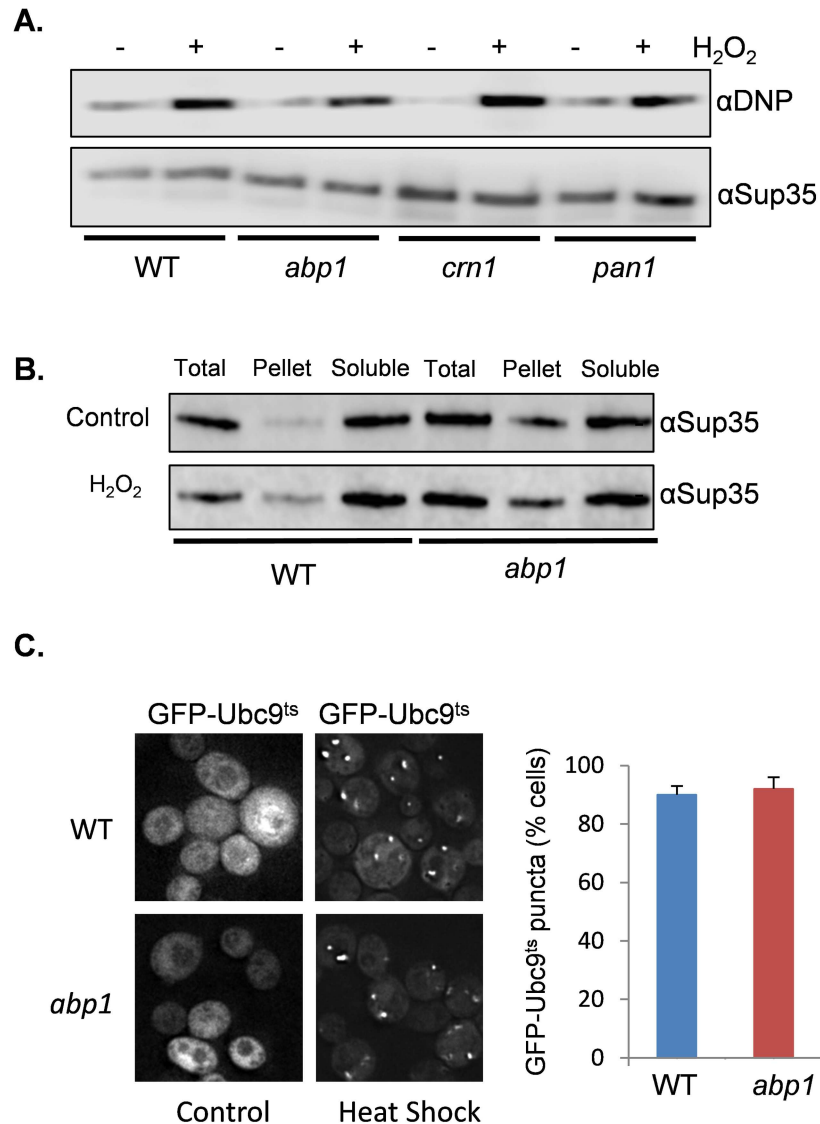 A.
- + - + - + - + H₂O₂
αDNP
αSup35
WT abp1 crn1 pan1
B.
Total Pellet Soluble Total Pellet Soluble
Control αSup35
H₂O₂ αSup35
WT abp1
C.
GFP-Ubc9ᵗˢ GFP-Ubc9ᵗˢ
WT
abp1
Control Heat Shock
GFP-Ubc9ᵗˢ puncta (% cells)
100
80
60
40
20
0
WT abp1